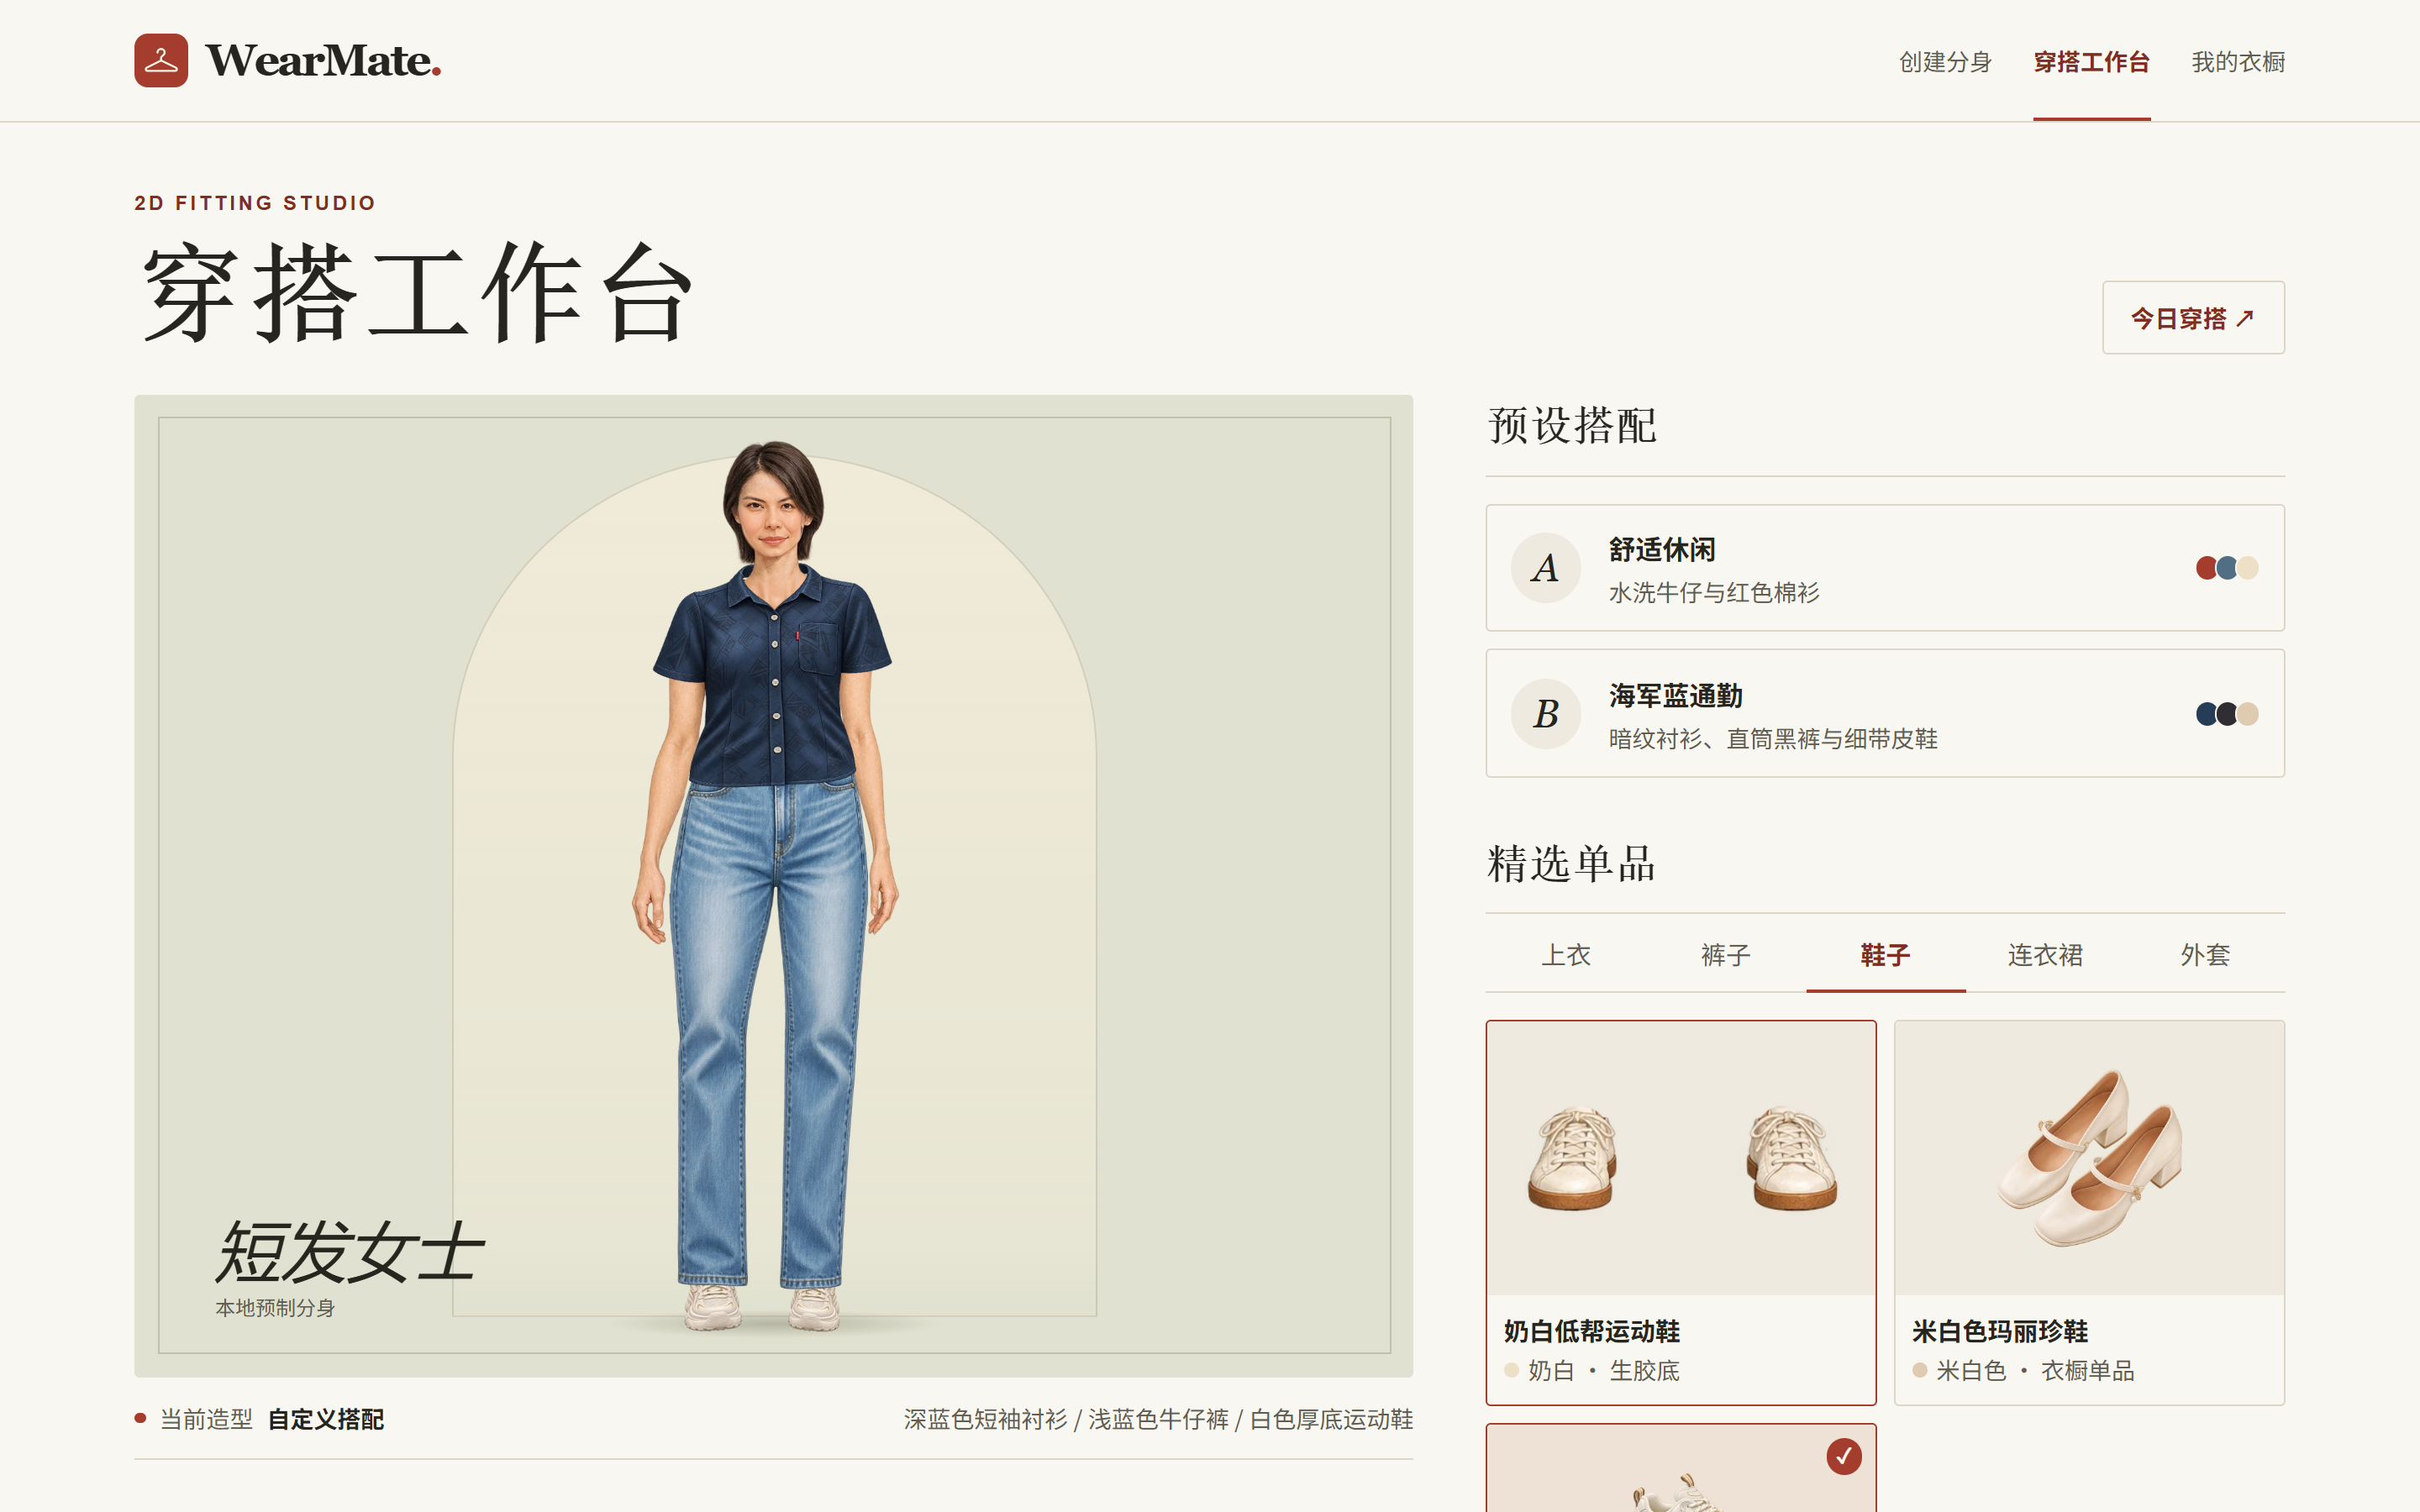 WearMate.
创建分身
穿搭工作台
我的衣橱
2D FITTING STUDIO
穿搭工作台
今日穿搭 ↗
短发女士
本地预制分身
当前造型 自定义搭配
深蓝色短袖衬衫 / 浅蓝色牛仔裤 / 白色厚底运动鞋
预设搭配
A
舒适休闲
水洗牛仔与红色棉衫
B
海军蓝通勤
暗纹衬衫、直筒黑裤与细带皮鞋
精选单品
上衣
裤子
鞋子
连衣裙
外套
奶白低帮运动鞋
奶白 · 生胶底
米白色玛丽珍鞋
米白色 · 衣橱单品